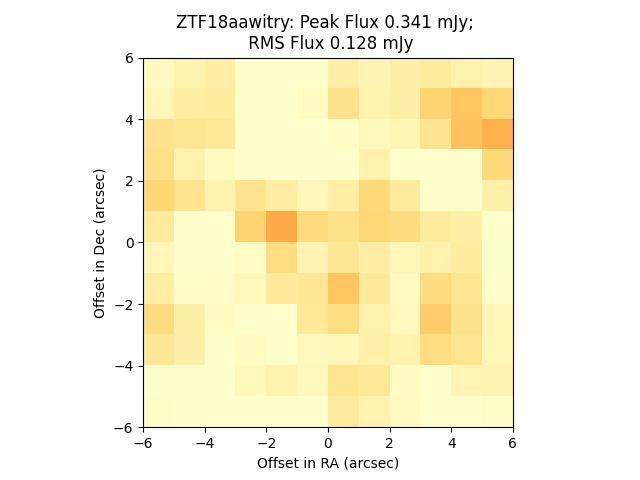 ZTF18aawitry: Peak Flux 0.341 mJy;
RMS Flux 0.128 mJy
6
4
2
0
−2
−4
−6
Offset in Dec (arcsec)
−6 −4 −2 0 2 4 6
Offset in RA (arcsec)